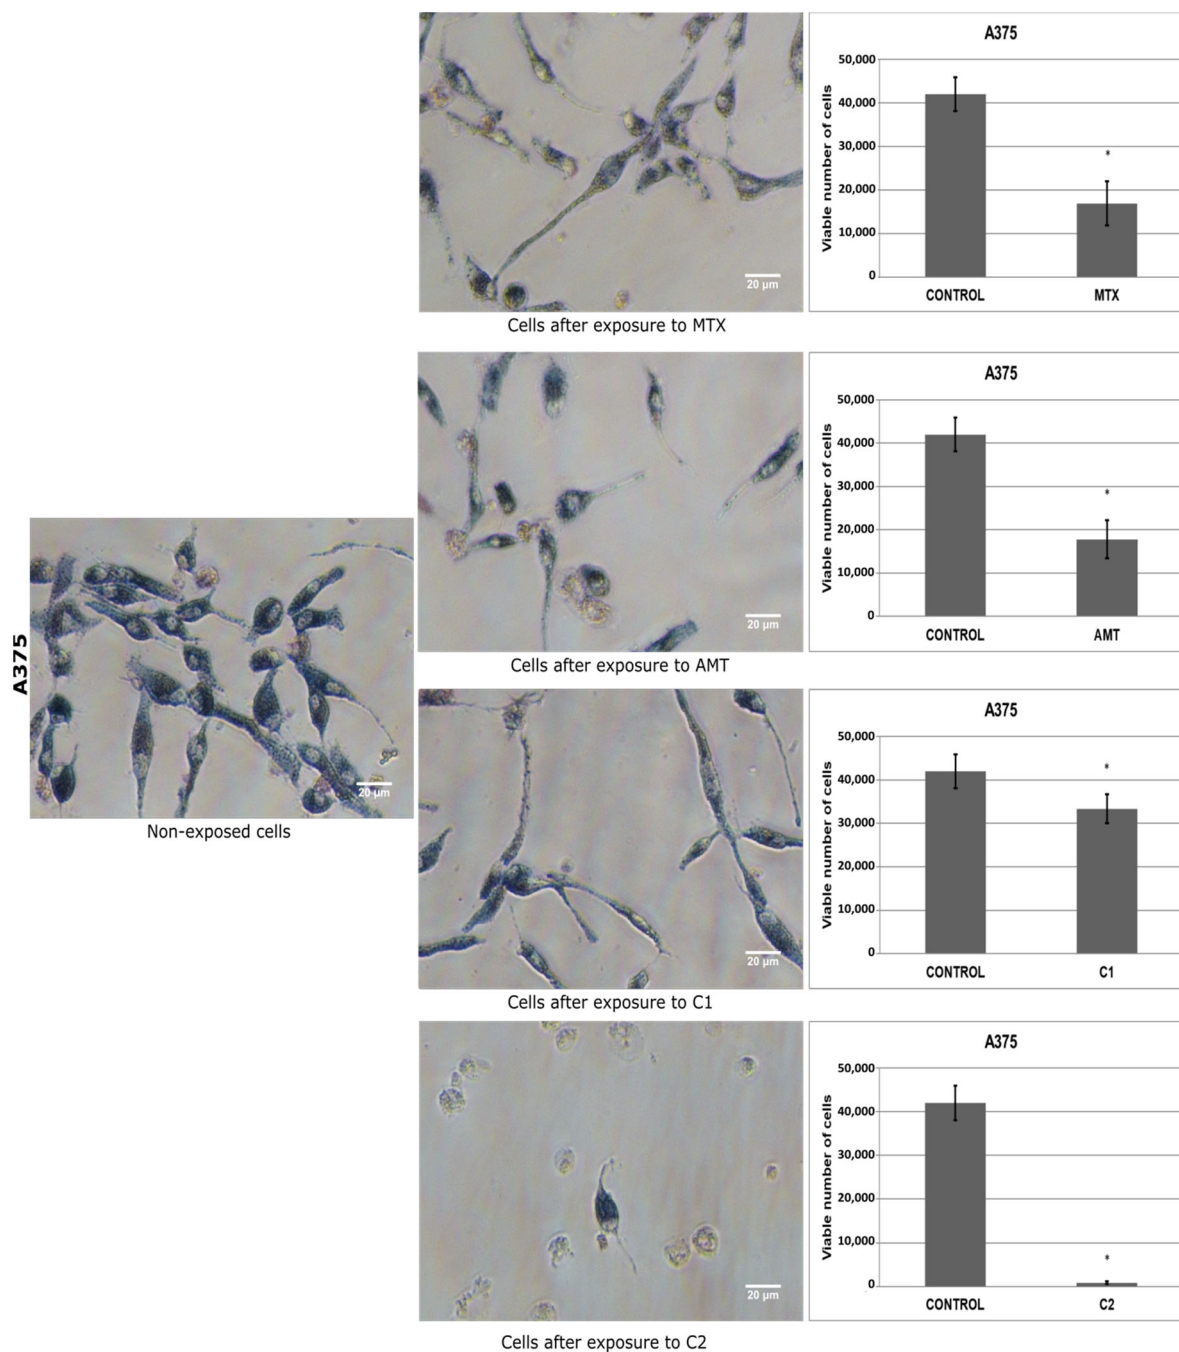 A375
20 µm
Non-exposed cells
20 µm
Cells after exposure to MTX
A375
Viable number of cells
50,000
40,000
30,000
20,000
10,000
0
*
CONTROL MTX
20 µm
Cells after exposure to AMT
A375
Viable number of cells
50,000
40,000
30,000
20,000
10,000
0
*
CONTROL AMT
20 µm
Cells after exposure to C1
A375
Viable number of cells
50,000
40,000
30,000
20,000
10,000
0
*
CONTROL C1
20 µm
Cells after exposure to C2
A375
Viable number of cells
50,000
40,000
30,000
20,000
10,000
0
*
CONTROL C2